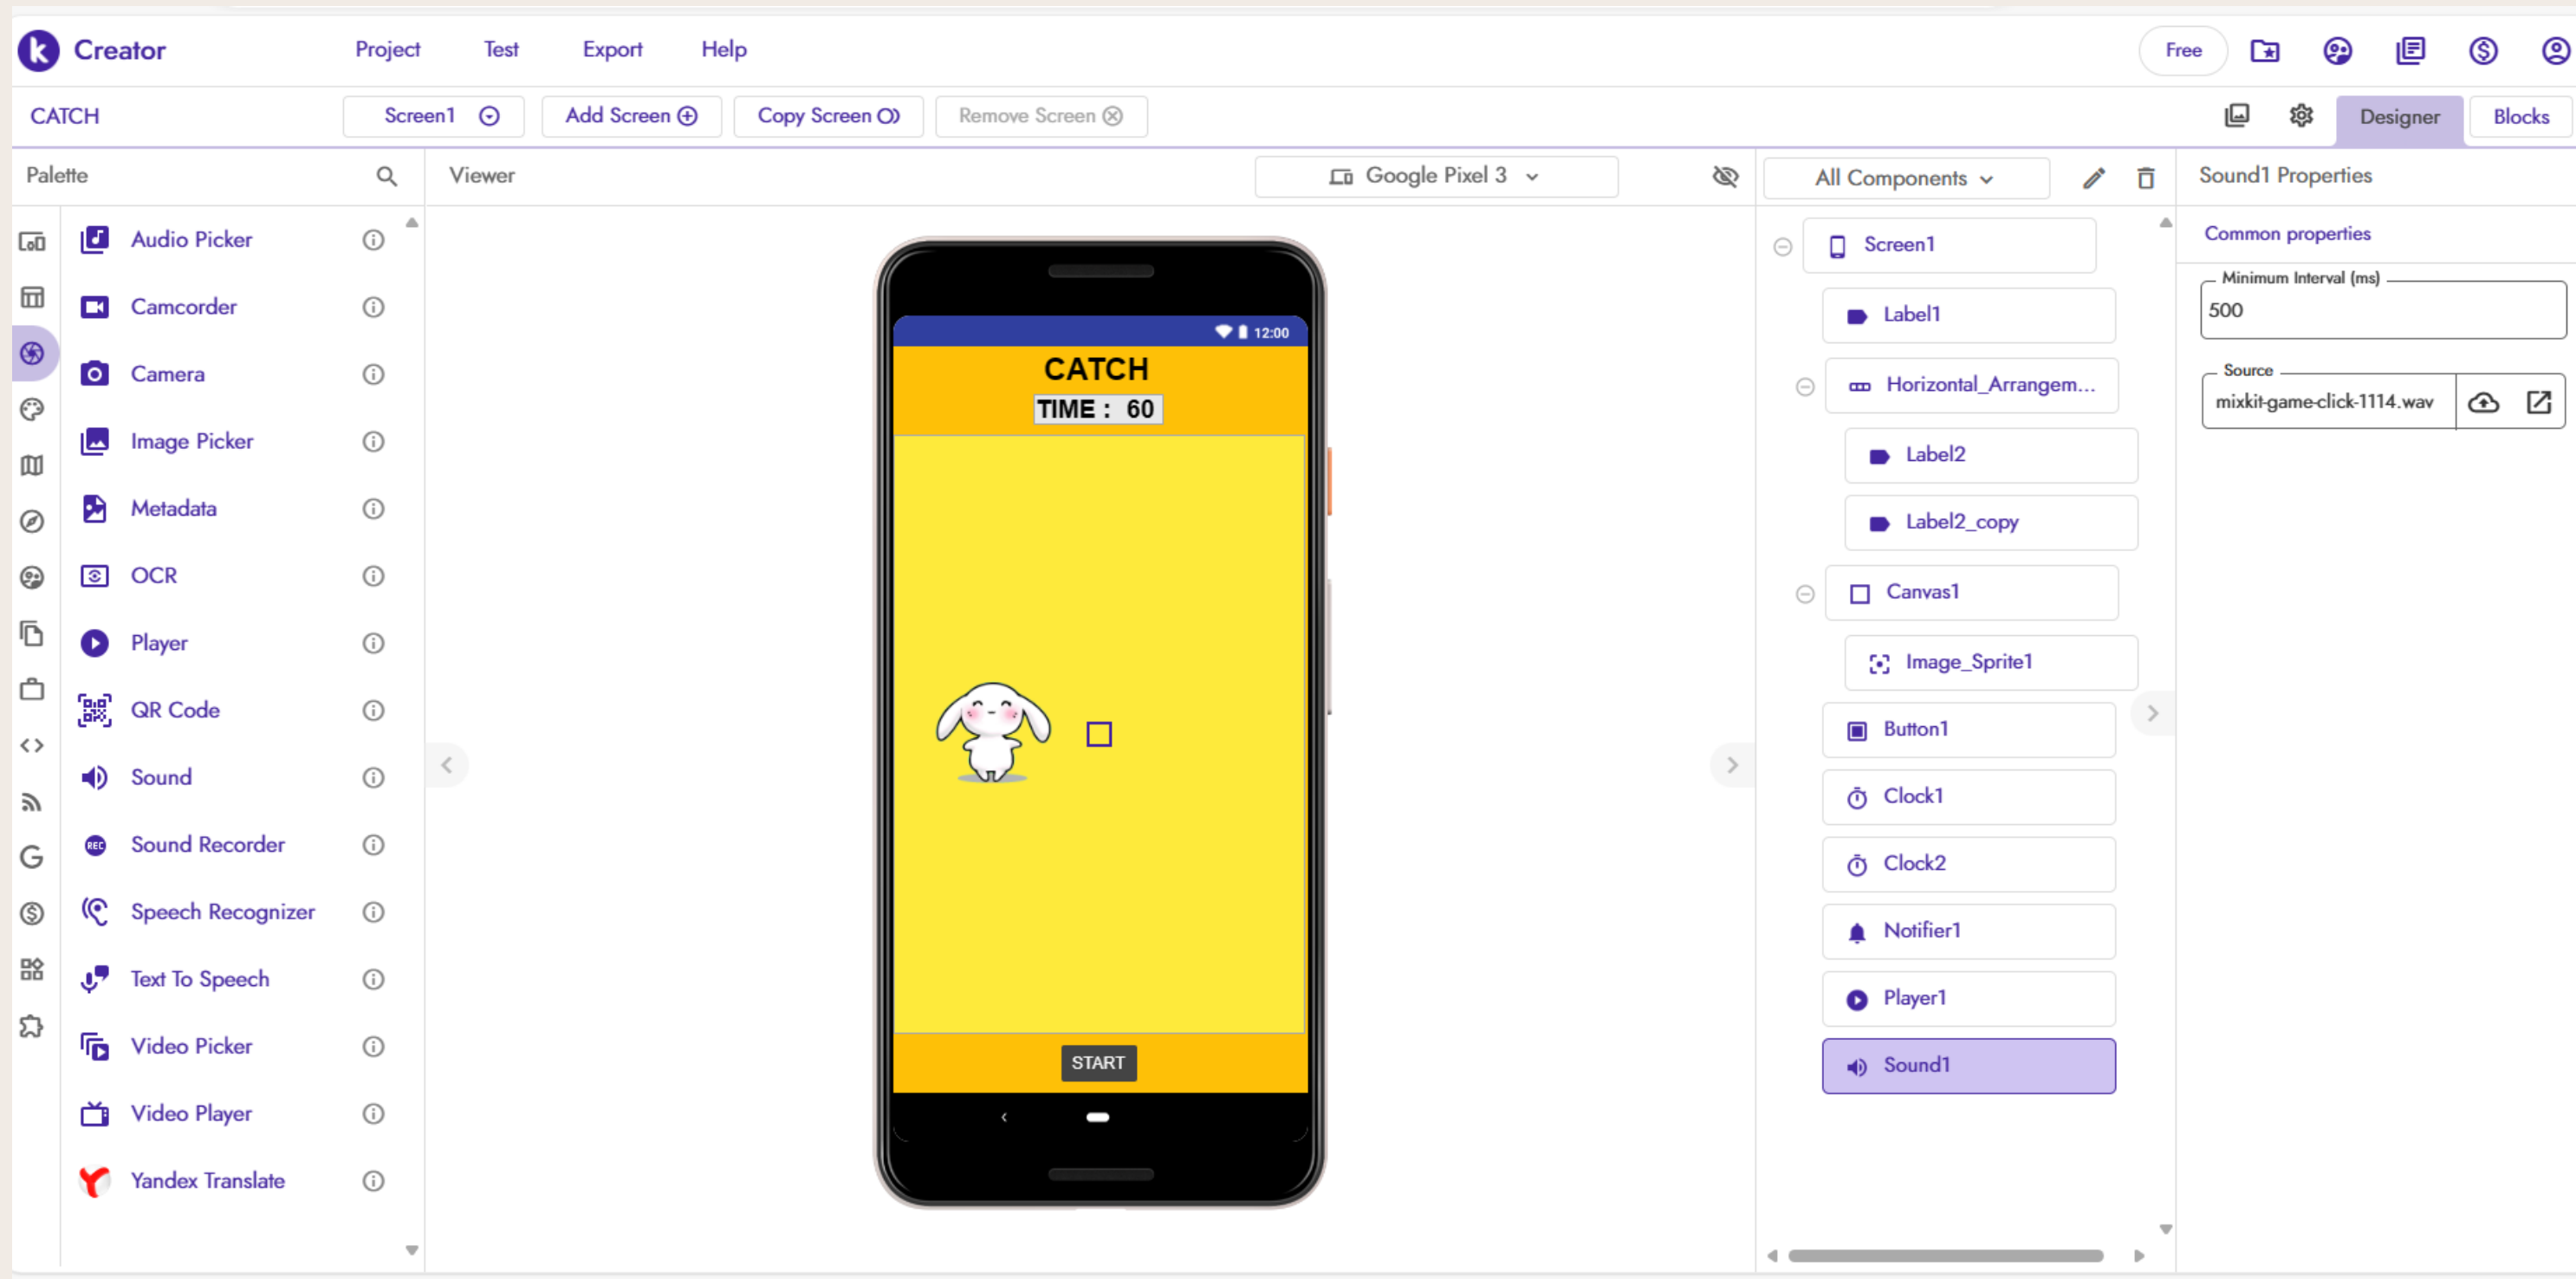 k Creator Project Test Export Help Free
CATCH Screen1 Add Screen Copy Screen Remove Screen Designer Blocks
Palette
Viewer Google Pixel 3
All Components
Sound1 Properties
Audio Picker
Camcorder
Camera
Image Picker
Metadata
OCR
Player
QR Code
Sound
REC Sound Recorder
Speech Recognizer
Text To Speech
Video Picker
Video Player
Yandex Translate
12:00
CATCH
TIME : 60
START
Screen1
Label1
Horizontal_Arrangem...
Label2
Label2_copy
Canvas1
Image_Sprite1
Button1
Clock1
Clock2
Notifier1
Player1
Sound1
Common properties
Minimum Interval (ms)
500
Source
mixkit-game-click-1114.wav